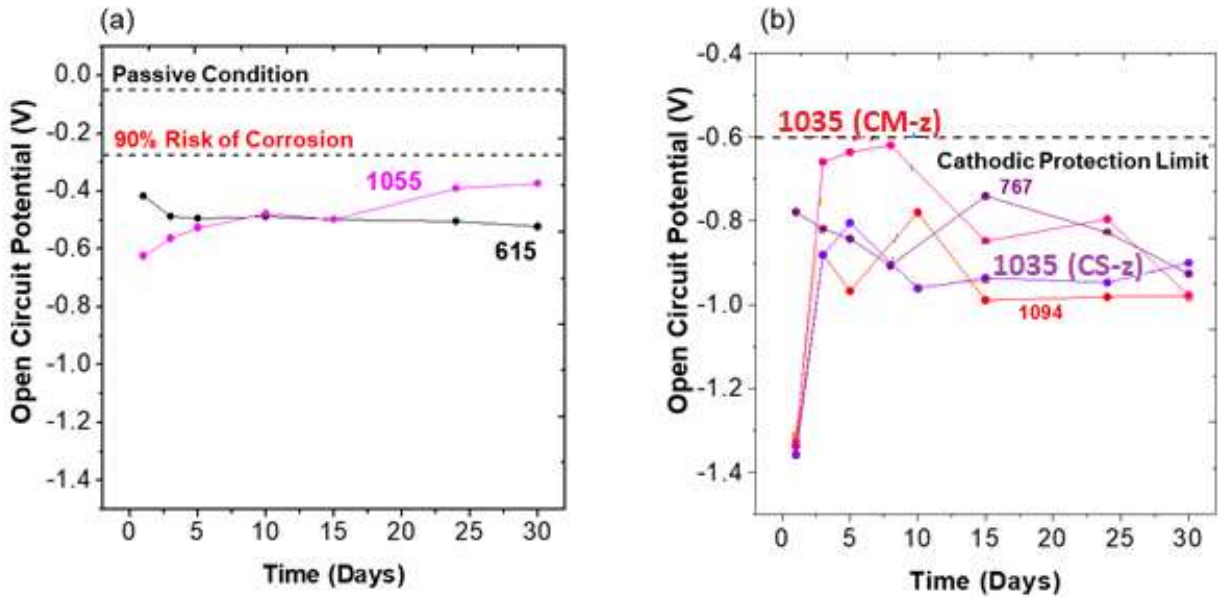 (a)
Open Circuit Potential (V)
0.0
-0.2
-0.4
-0.6
-0.8
-1.0
-1.2
-1.4
Passive Condition
90% Risk of Corrosion
1055
615
0 5 10 15 20 25 30
Time (Days)
(b)
Open Circuit Potential (V)
-0.4
-0.6
-0.8
-1.0
-1.2
-1.4
1035 (CM-z)
Cathodic Protection Limit
767
1035 (CS-z)
1094
0 5 10 15 20 25 30
Time (Days)